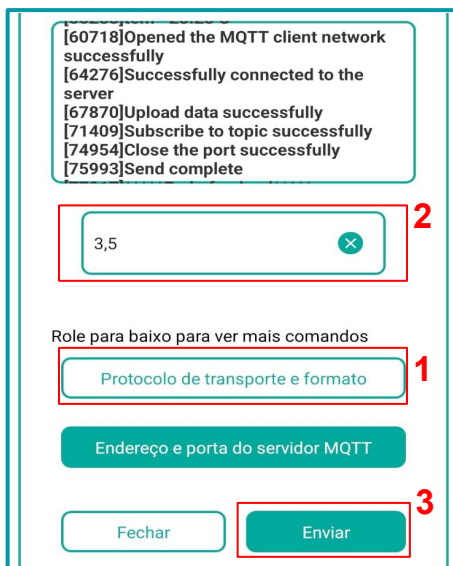 [60718]Opened the MQTT client network
successfully
[64276]Successfully connected to the
server
[67870]Upload data successfully
[71409]Subscribe to topic successfully
[74954]Close the port successfully
[75993]Send complete
2
3,5
Role para baixo para ver mais comandos
1
Protocolo de transporte e formato
Endereço e porta do servidor MQTT
3
Fechar
Enviar